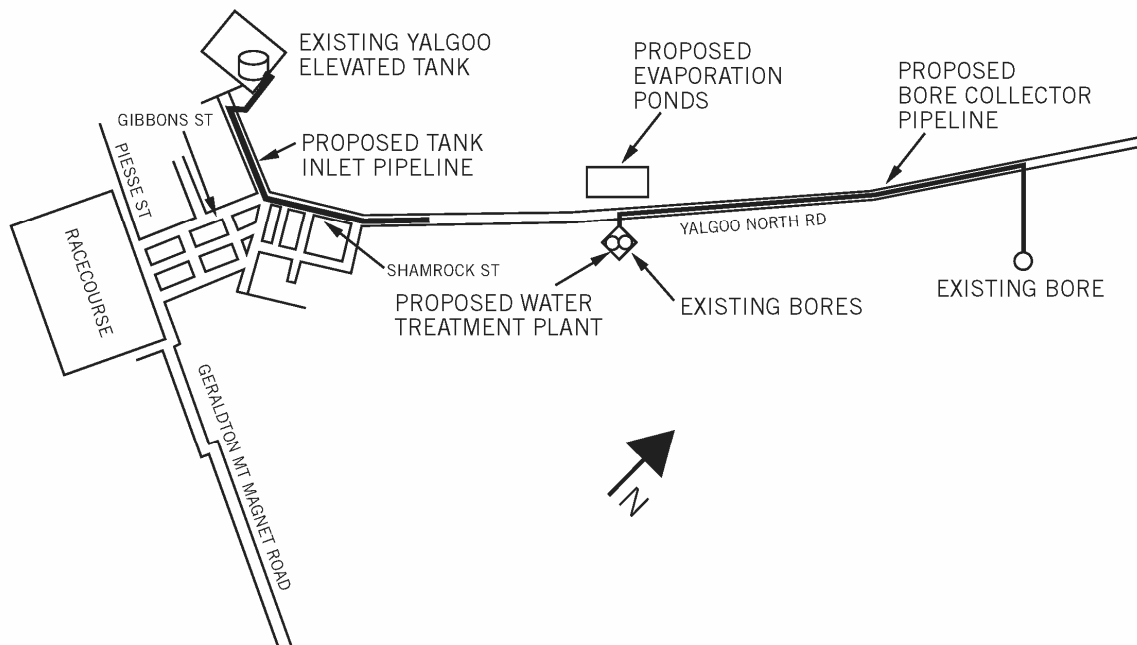 EXISTING YALGOO
ELEVATED TANK
PROPOSED
EVAPORATION
PONDS
PROPOSED
BORE COLLECTOR
PIPELINE
GIBBONS ST
PROPOSED TANK
INLET PIPELINE
PIESSE ST
RACECOURSE
YALGOO NORTH RD
SHAMROCK ST
PROPOSED WATER
TREATMENT PLANT
EXISTING BORES
EXISTING BORE
GERALDTON MT MAGNET ROAD
N